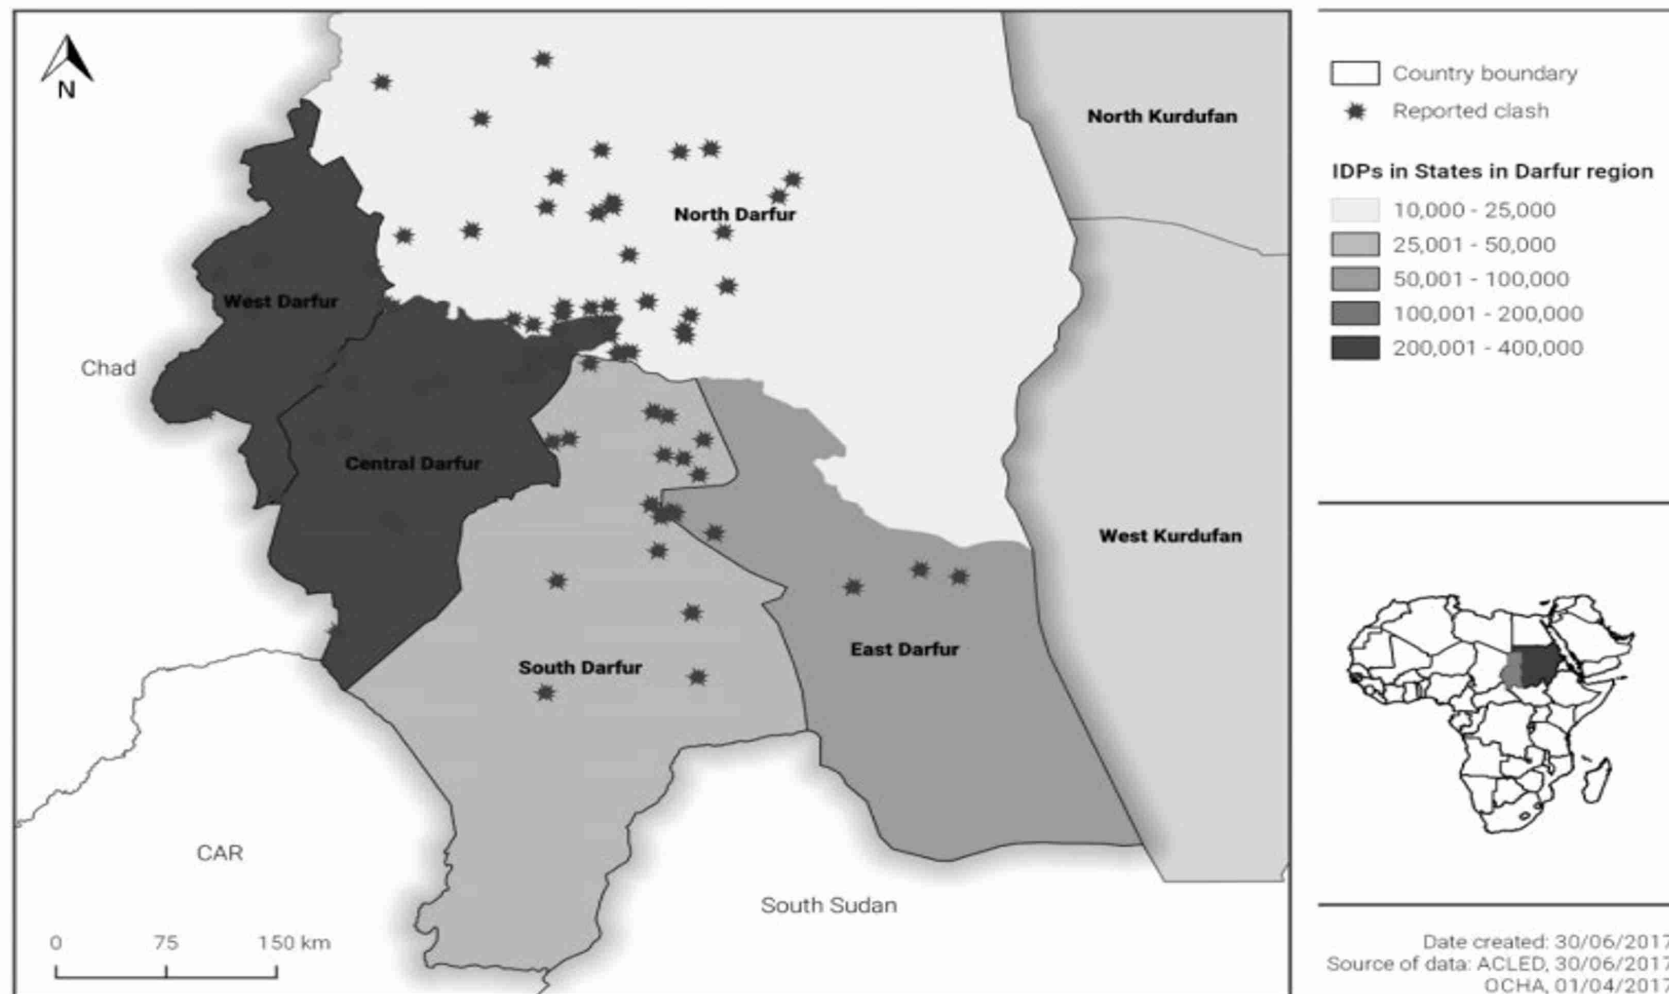 N
North Kurdufan
North Darfur
West Darfur
Chad
Central Darfur
West Kurdufan
East Darfur
South Darfur
CAR
South Sudan
0 75 150 km
Country boundary
Reported clash
IDPs in States in Darfur region
10,000 - 25,000
25,001 - 50,000
50,001 - 100,000
100,001 - 200,000
200,001 - 400,000
Date created: 30/06/2017
Source of data: ACLED, 30/06/2017
OCHA, 01/04/2017